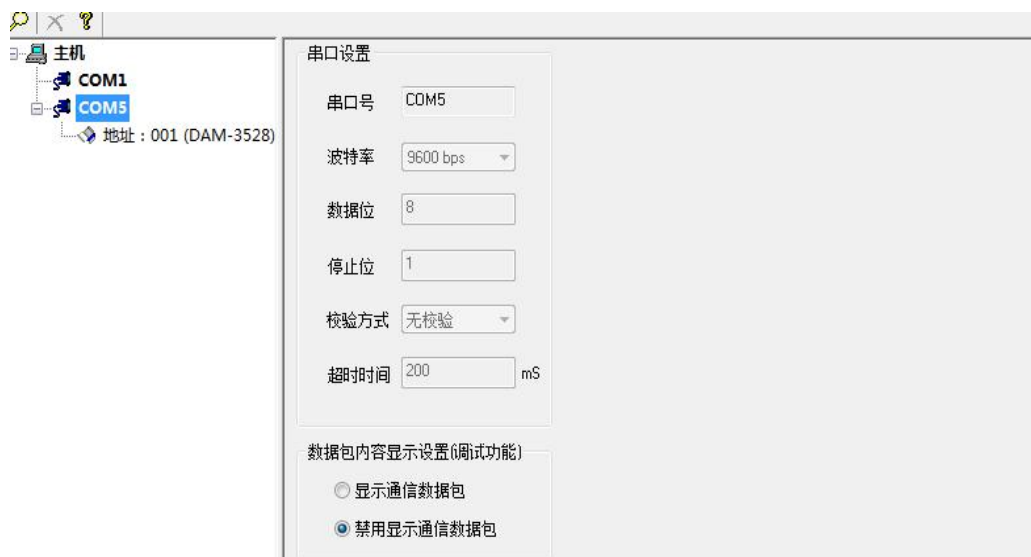 主机
COM1
COM5
地址：001 (DAM-3528)
串口设置
串口号 COM5
波特率 9600 bps
数据位 8
停止位 1
校验方式 无校验
超时时间 200 mS
数据包内容显示设置(调试功能)
显示通信数据包
禁用显示通信数据包